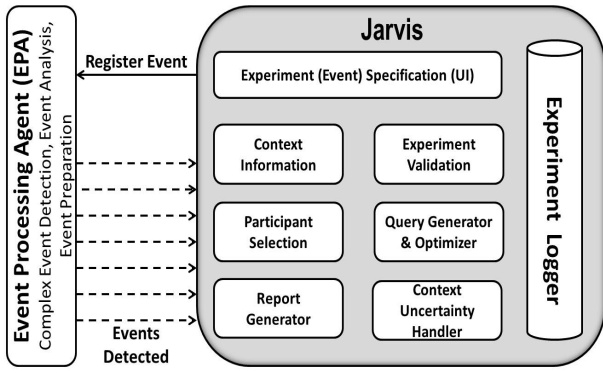 Event Processing Agent (EPA)
Complex Event Detection, Event Analysis,
Event Preparation
Register Event
Events
Detected
Jarvis
Experiment (Event) Specification (UI)
Context
Information
Experiment
Validation
Participant
Selection
Query Generator
& Optimizer
Report
Generator
Context
Uncertainty
Handler
Experiment Logger